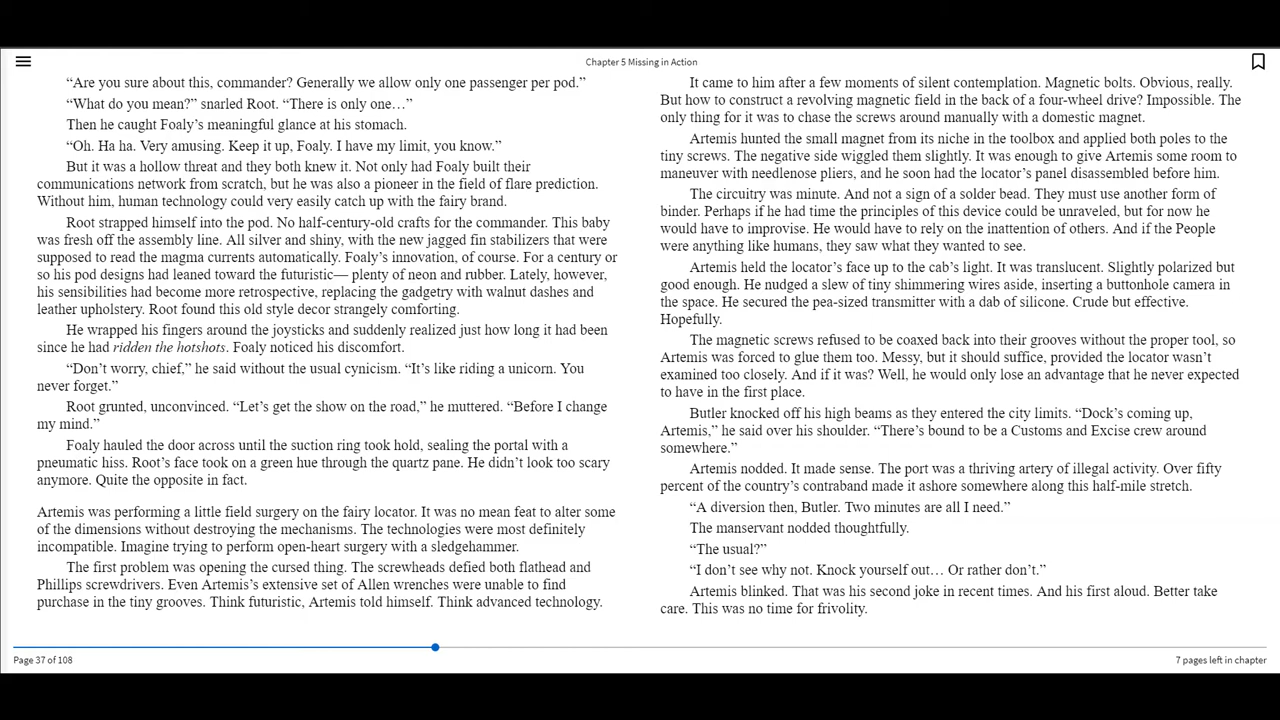 Chapter 5 Missing in Action
“Are you sure about this, commander? Generally we allow only one passenger per pod.”
“What do you mean?” snarled Root. “There is only one…”
Then he caught Foaly’s meaningful glance at his stomach.
“Oh. Ha ha. Very amusing. Keep it up, Foaly. I have my limit, you know.”
But it was a hollow threat and they both knew it. Not only had Foaly built their
communications network from scratch, but he was also a pioneer in the field of flare prediction.
Without him, human technology could very easily catch up with the fairy brand.
Root strapped himself into the pod. No half-century-old crafts for the commander. This baby
was fresh off the assembly line. All silver and shiny, with the new jagged fin stabilizers that were
supposed to read the magma currents automatically. Foaly’s innovation, of course. For a century or
so his pod designs had leaned toward the futuristic— plenty of neon and rubber. Lately, however,
his sensibilities had become more retrospective, replacing the gadgetry with walnut dashes and
leather upholstery. Root found this old style decor strangely comforting.
He wrapped his fingers around the joysticks and suddenly realized just how long it had been
since he had ridden the hotshots. Foaly noticed his discomfort.
“Don’t worry, chief,” he said without the usual cynicism. “It’s like riding a unicorn. You
never forget.”
Root grunted, unconvinced. “Let’s get the show on the road,” he muttered. “Before I change
my mind.”
Foaly hauled the door across until the suction ring took hold, sealing the portal with a
pneumatic hiss. Root’s face took on a green hue through the quartz pane. He didn’t look too scary
anymore. Quite the opposite in fact.
Artemis was performing a little field surgery on the fairy locator. It was no mean feat to alter some
of the dimensions without destroying the mechanisms. The technologies were most definitely
incompatible. Imagine trying to perform open-heart surgery with a sledgehammer.
The first problem was opening the cursed thing. The screwheads defied both flathead and
Phillips screwdrivers. Even Artemis’s extensive set of Allen wrenches were unable to find
purchase in the tiny grooves. Think futuristic, Artemis told himself. Think advanced technology.
It came to him after a few moments of silent contemplation. Magnetic bolts. Obvious, really.
But how to construct a revolving magnetic field in the back of a four-wheel drive? Impossible. The
only thing for it was to chase the screws around manually with a domestic magnet.
Artemis hunted the small magnet from its niche in the toolbox and applied both poles to the
tiny screws. The negative side wiggled them slightly. It was enough to give Artemis some room to
maneuver with needlenose pliers, and he soon had the locator’s panel disassembled before him.
The circuitry was minute. And not a sign of a solder bead. They must use another form of
binder. Perhaps if he had time the principles of this device could be unraveled, but for now he
would have to improvise. He would have to rely on the inattention of others. And if the People
were anything like humans, they saw what they wanted to see.
Artemis held the locator’s face up to the cab’s light. It was translucent. Slightly polarized but
good enough. He nudged a slew of tiny shimmering wires aside, inserting a buttonhole camera in
the space. He secured the pea-sized transmitter with a dab of silicone. Crude but effective.
Hopefully.
The magnetic screws refused to be coaxed back into their grooves without the proper tool, so
Artemis was forced to glue them too. Messy, but it should suffice, provided the locator wasn’t
examined too closely. And if it was? Well, he would only lose an advantage that he never expected
to have in the first place.
Butler knocked off his high beams as they entered the city limits. “Dock’s coming up,
Artemis,” he said over his shoulder. “There’s bound to be a Customs and Excise crew around
somewhere.”
Artemis nodded. It made sense. The port was a thriving artery of illegal activity. Over fifty
percent of the country’s contraband made it ashore somewhere along this half-mile stretch.
“A diversion then, Butler. Two minutes are all I need.”
The manservant nodded thoughtfully.
“The usual?”
“I don’t see why not. Knock yourself out… Or rather don’t.”
Artemis blinked. That was his second joke in recent times. And his first aloud. Better take
care. This was no time for frivolity.
Page 37 of 108
7 pages left in chapter